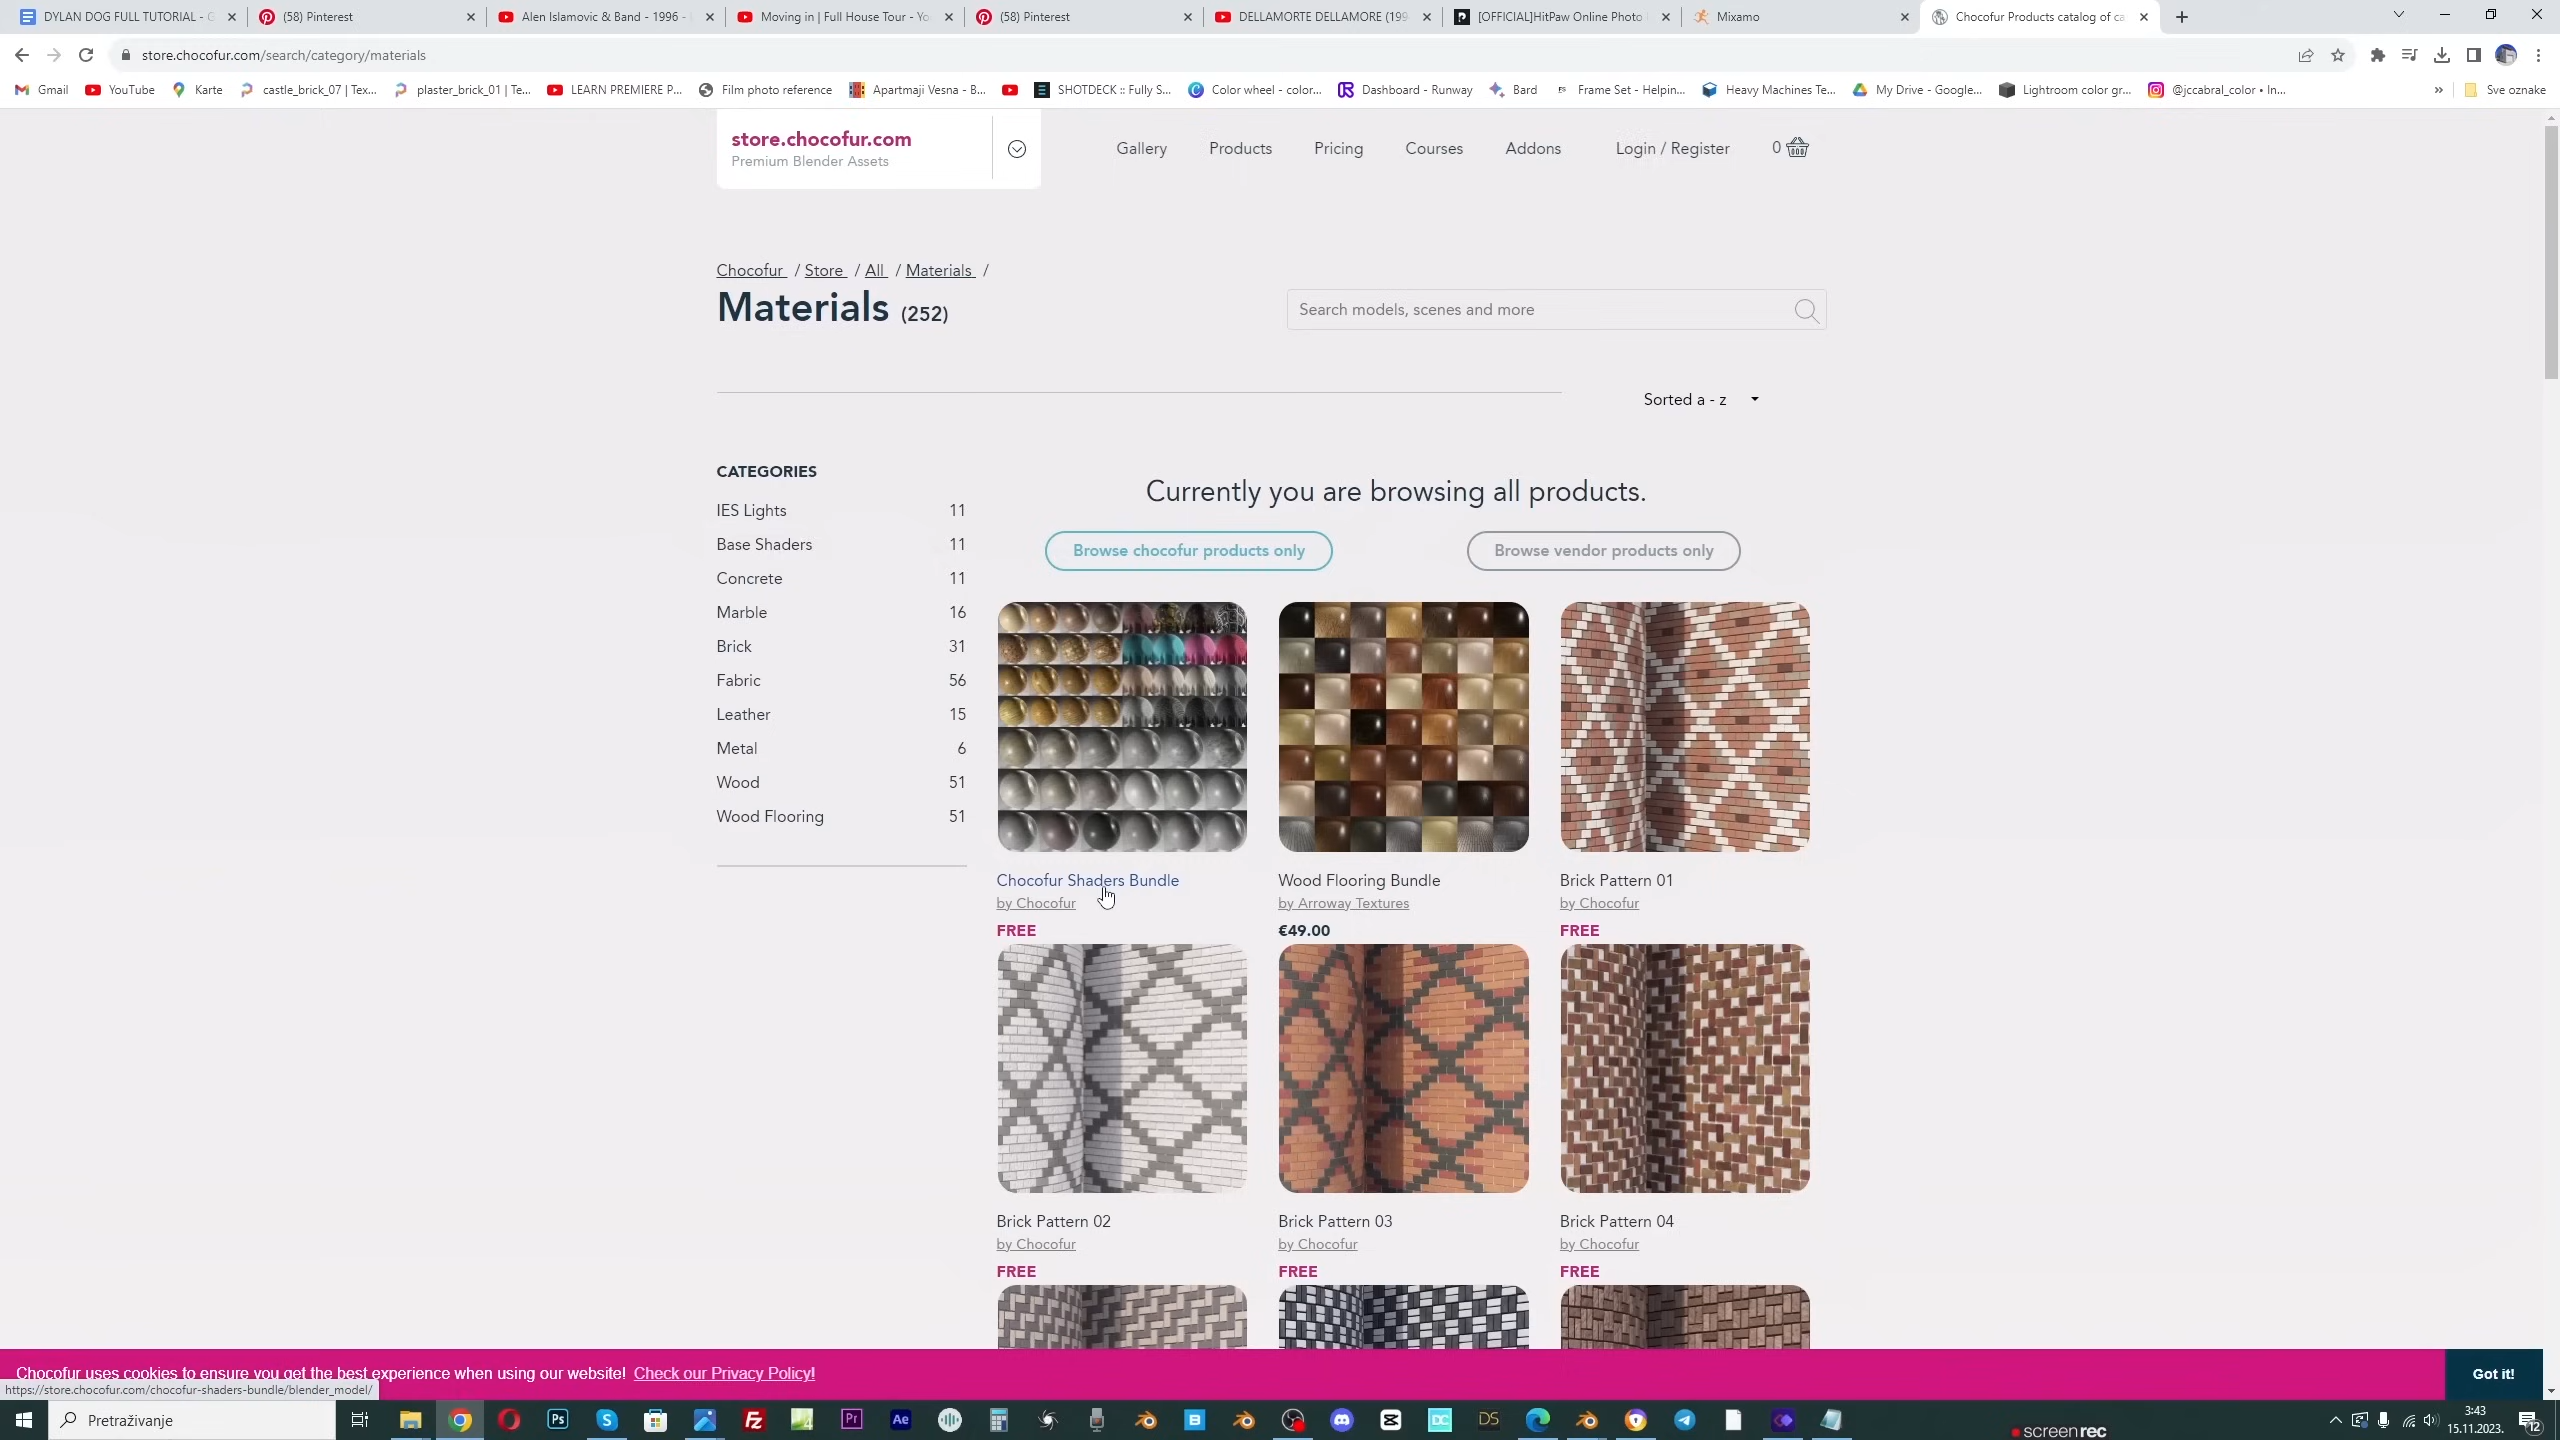 DYLAN DOG FULL TUTORIAL - G
(58) Pinterest
Alen Islamovic & Band - 1996 -
Moving in | Full House Tour - Yo
(58) Pinterest
DELLAMORTE DELLAMORE (199
[OFFICIAL]HitPaw Online Photo
Mixamo
Chocofur Products catalog of ca
store.chocofur.com/search/category/materials
Gmail
YouTube
Karte
castle_brick_07 | Tex...
plaster_brick_01 | Te...
LEARN PREMIERE P...
Film photo reference
Apartmaji Vesna - B...
SHOTDECK :: Fully S...
Color wheel - color...
Dashboard - Runway
Bard
FS
Frame Set - Helpin...
Heavy Machines Te...
My Drive - Google...
Lightroom color gr...
@jccabral_color • In...
»
Sve oznake
store.chocofur.com
Premium Blender Assets
Gallery
Products
Pricing
Courses
Addons
Login / Register
0
Chocofur / Store / All / Materials /
Materials (252)
Search models, scenes and more
Sorted a - z
CATEGORIES
IES Lights 11
Base Shaders 11
Concrete 11
Marble 16
Brick 31
Fabric 56
Leather 15
Metal 6
Wood 51
Wood Flooring 51
Currently you are browsing all products.
Browse chocofur products only
Browse vendor products only
Chocofur Shaders Bundle
by Chocofur
FREE
Wood Flooring Bundle
by Arroway Textures
€49.00
Brick Pattern 01
by Chocofur
FREE
Brick Pattern 02
by Chocofur
FREE
Brick Pattern 03
by Chocofur
FREE
Brick Pattern 04
by Chocofur
FREE
Chocofur uses cookies to ensure you get the best experience when using our website! Check our Privacy Policy!
Got it!
https://store.chocofur.com/chocofur-shaders-bundle/blender_model/
Pretraživanje
Ps
Fz
Pr
Ae
B
DC
DS
screenrec
3:43
15.11.2023.
12